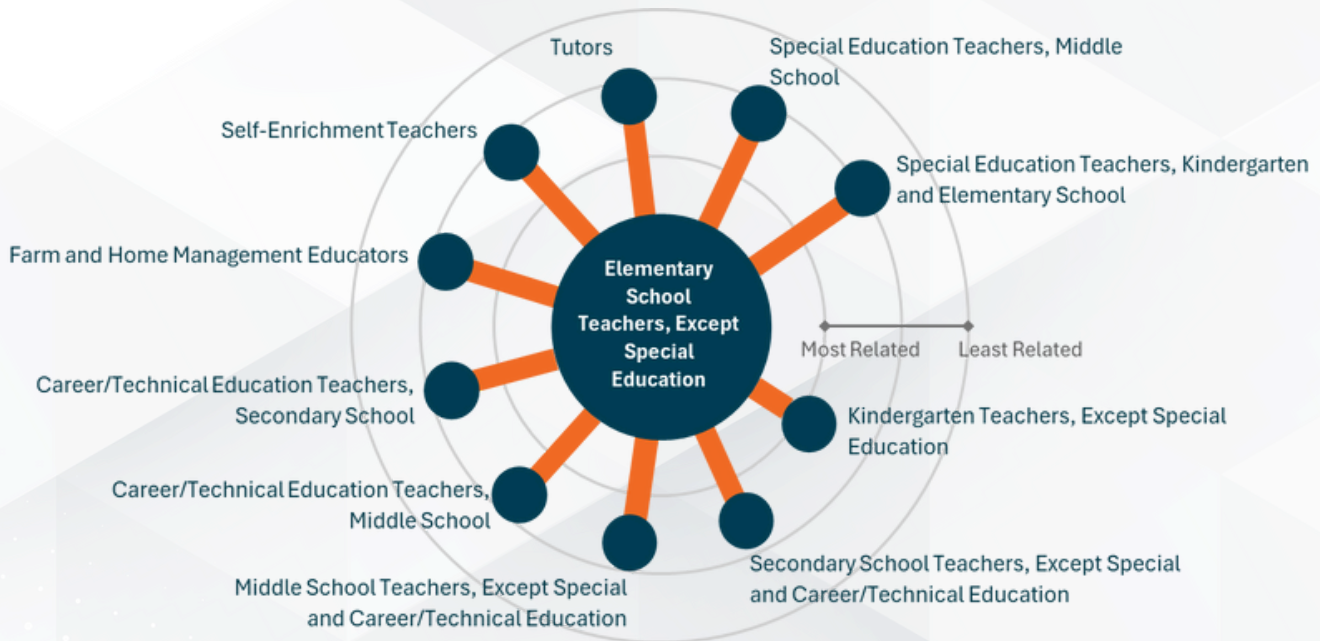 Tutors
Special Education Teachers, Middle
School
Self-Enrichment Teachers
Special Education Teachers, Kindergarten
and Elementary School
Farm and Home Management Educators
Elementary
School
Teachers, Except
Special
Education
Most Related
Least Related
Career/Technical Education Teachers,
Secondary School
Kindergarten Teachers, Except Special
Education
Career/Technical Education Teachers,
Middle School
Secondary School Teachers, Except Special
and Career/Technical Education
Middle School Teachers, Except Special
and Career/Technical Education